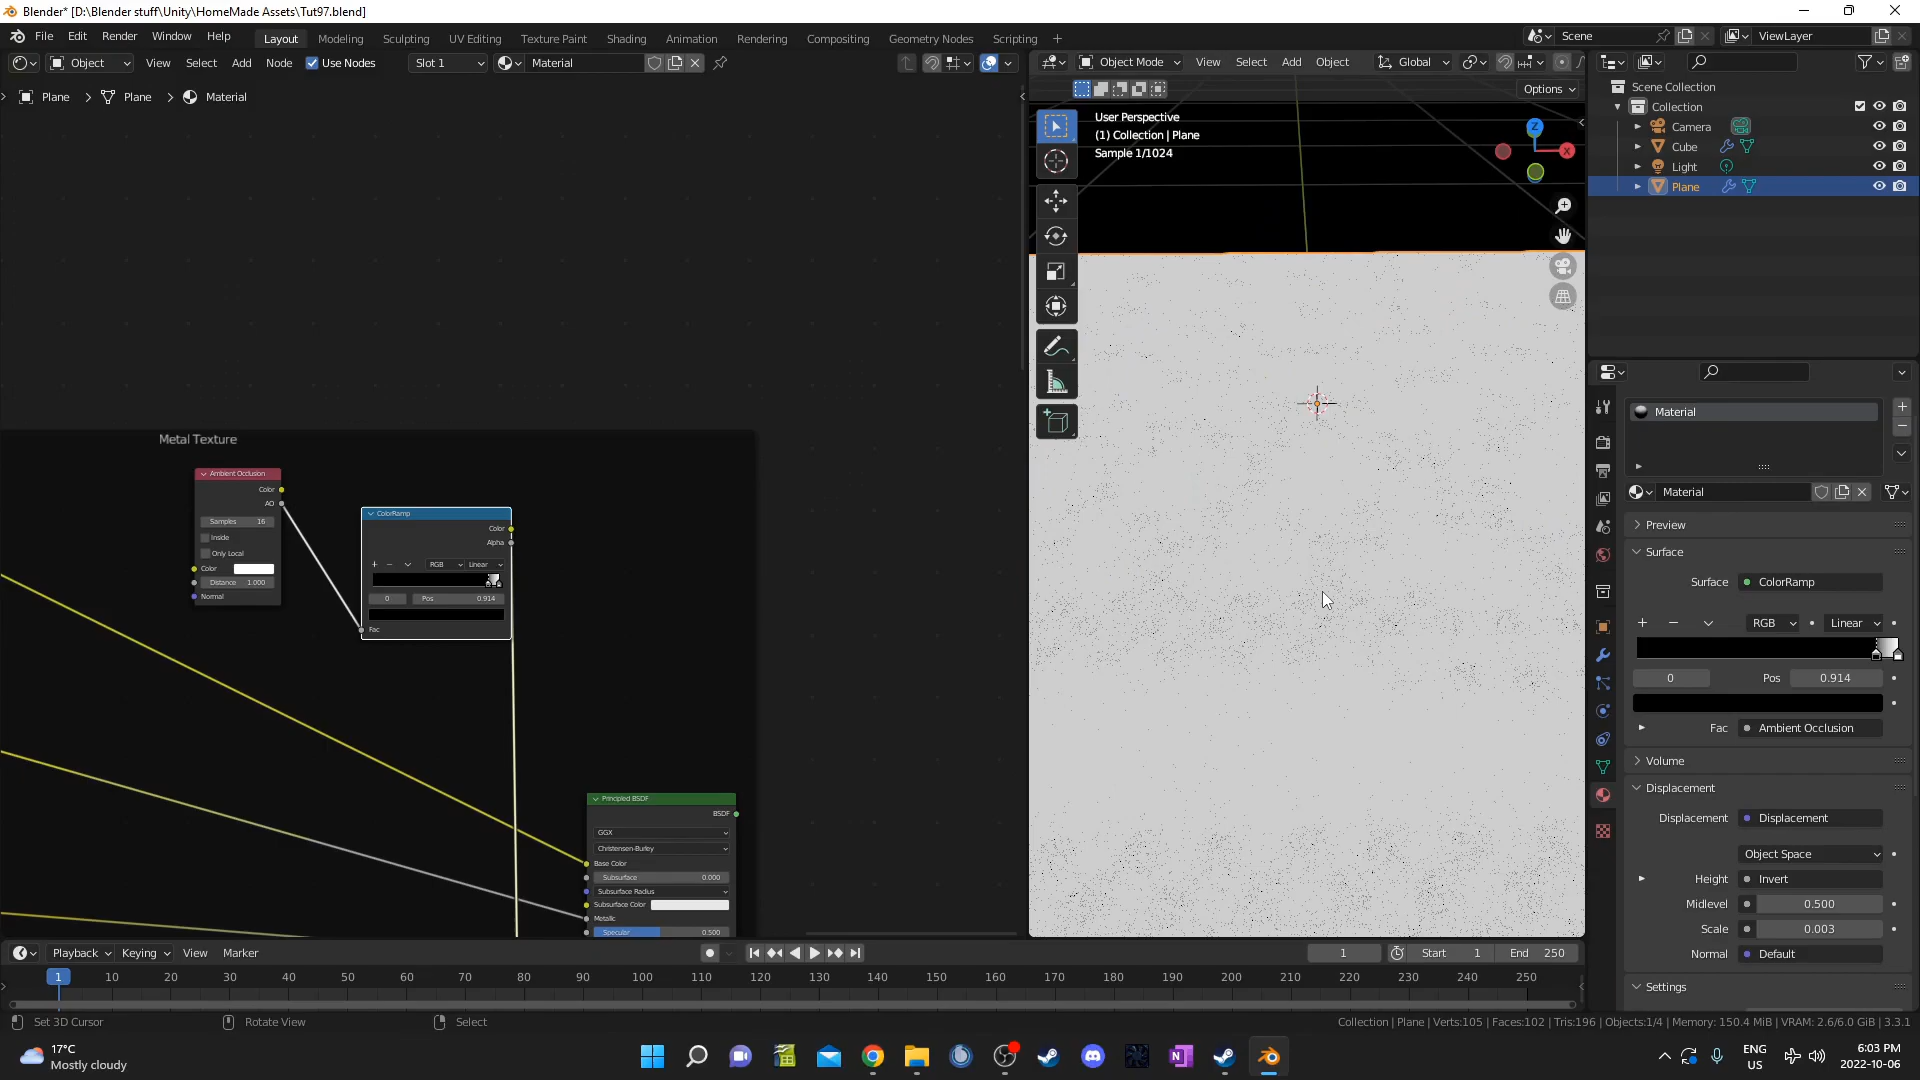 Blender* [D:\Blender stuff\Unity\HomeMade Assets\Tut97.blend]
File Edit Render Window Help Layout Modeling Sculpting UV Editing Texture Paint Shading Animation Rendering Compositing Geometry Nodes Scripting + Scene ViewLayer
Object View Select Add Node Use Nodes Slot 1 Material Object Mode View Select Add Object Global
Plane > Plane > Material Options
User Perspective
(1) Collection | Plane
Sample 1/1024
Z
X
Scene Collection
Collection
Camera
Cube
Light
Plane
Metal Texture
Ambient Occlusion
Color
AO
Samples 16
Inside
Only Local
Color
Distance 1.000
Normal
ColorRamp
Color
Alpha
RGB Linear
0 Pos 0.914
Fac
Principled BSDF
BSDF
GGX
Christensen-Burley
Base Color
Subsurface 0.000
Subsurface Radius
Subsurface Color
Metallic
Specular 0.500
Material
Material
Preview
Surface
Surface ColorRamp
RGB Linear
0 Pos 0.914
Fac Ambient Occlusion
Volume
Displacement
Displacement Displacement
Object Space
Height Invert
Midlevel 0.500
Scale 0.003
Normal Default
Settings
Playback Keying View Marker 1 Start 1 End 250
1 10 20 30 40 50 60 70 80 90 100 110 120 130 140 150 160 170 180 190 200 210 220 230 240 250
Set 3D Cursor Rotate View Select Collection | Plane | Verts:105 | Faces:102 | Tris:196 | Objects:1/4 | Memory: 150.4 MiB | VRAM: 2.6/6.0 GiB | 3.3.1
17°C
Mostly cloudy
ENG
US
6:03 PM
2022-10-06